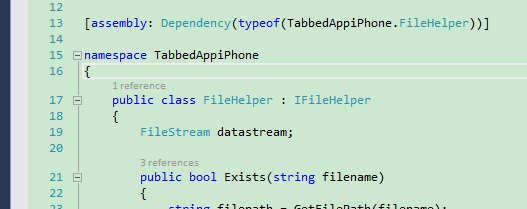 12
13 [assembly: Dependency(typeof(TabbedAppiPhone.FileHelper))]
14
15 namespace TabbedAppiPhone
16 {
1 reference
17 public class FileHelper : IFileHelper
18 {
19 FileStream datastream;
20
3 references
21 public bool Exists(string filename)
22 {
23 string filepath = GetFilePath(filename);